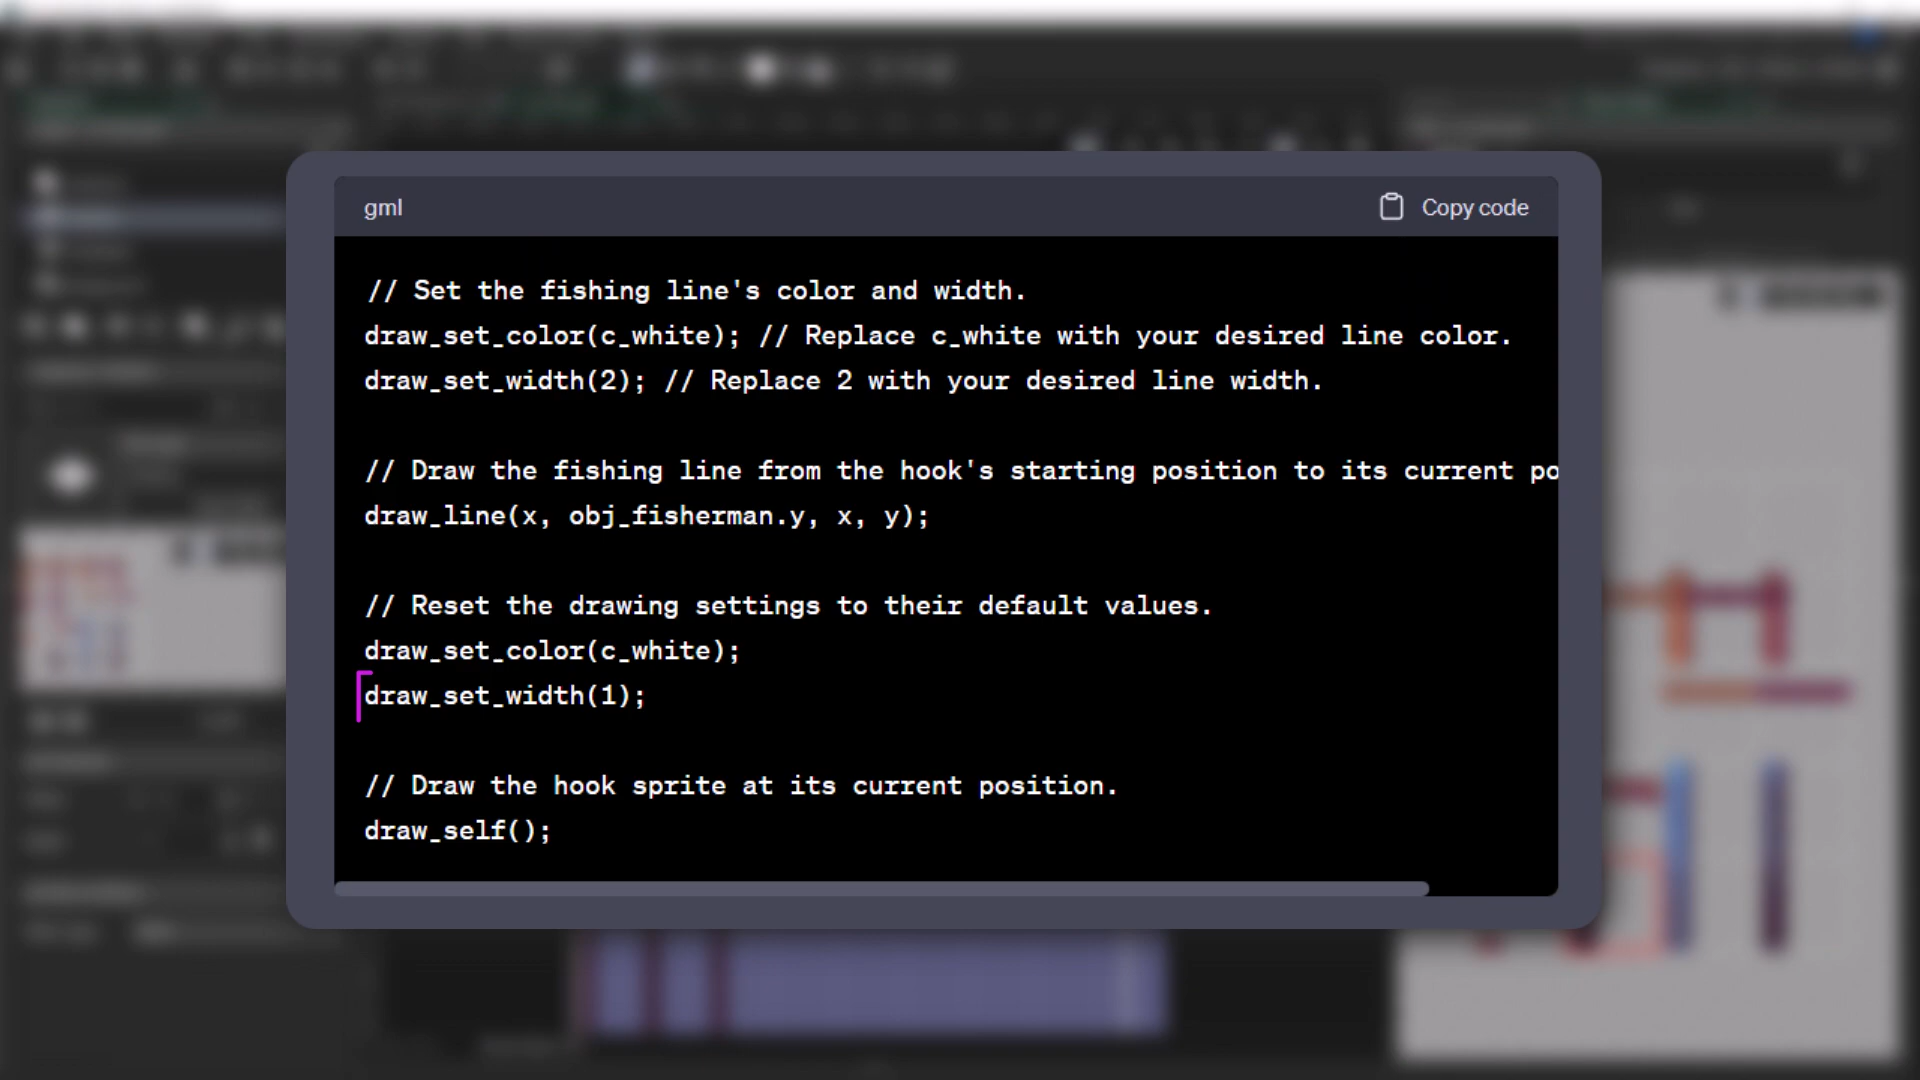 gml
Copy code
// Set the fishing line's color and width.
draw_set_color(c_white); // Replace c_white with your desired line color.
draw_set_width(2); // Replace 2 with your desired line width.
// Draw the fishing line from the hook's starting position to its current po
draw_line(x, obj_fisherman.y, x, y);
// Reset the drawing settings to their default values.
draw_set_color(c_white);
draw_set_width(1);
// Draw the hook sprite at its current position.
draw_self();